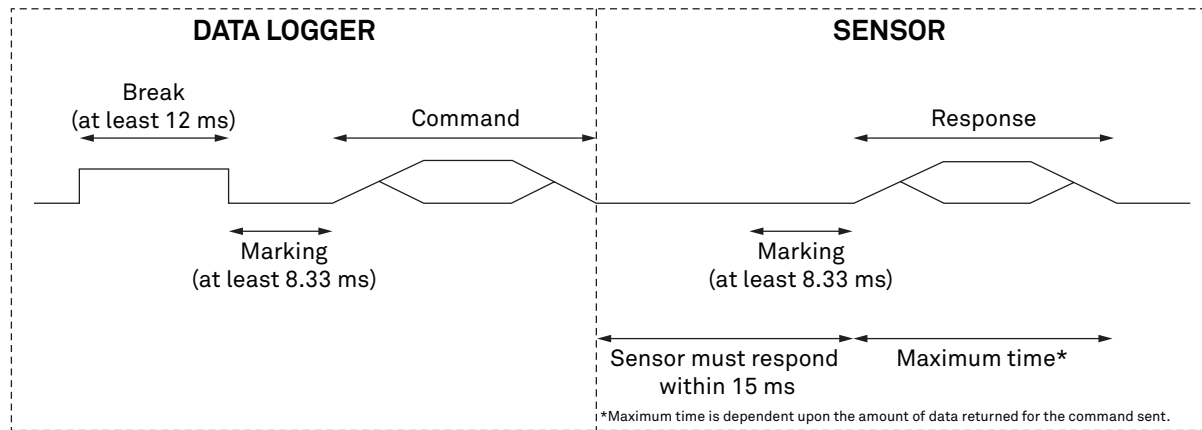 DATA LOGGER
SENSOR
Break
(at least 12 ms)
Command
Response
Marking
(at least 8.33 ms)
Marking
(at least 8.33 ms)
Sensor must respond
within 15 ms
Maximum time*
*Maximum time is dependent upon the amount of data returned for the command sent.